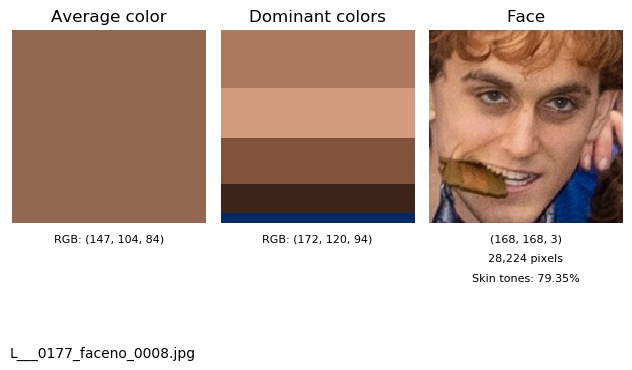 Average color
Dominant colors
Face
RGB: (147, 104, 84)
RGB: (172, 120, 94)
(168, 168, 3)
28,224 pixels
Skin tones: 79.35%
L___0177_faceno_0008.jpg